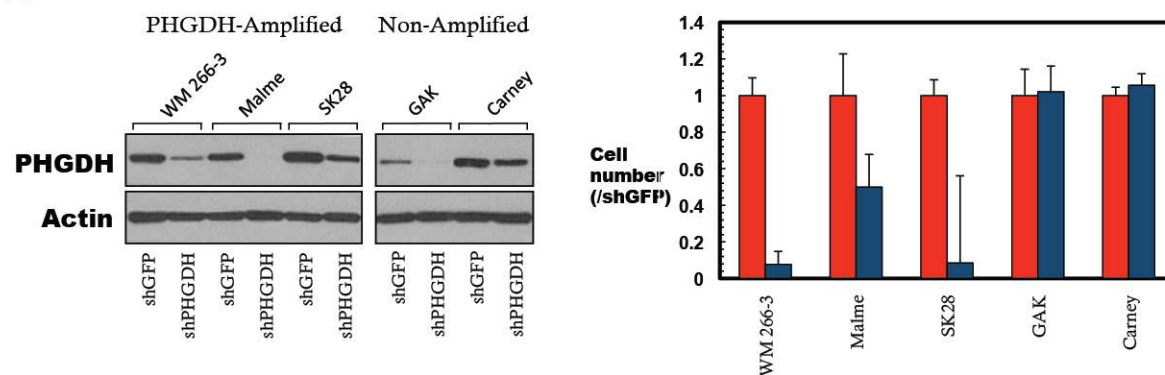 PHGDH-Amplified
Non-Amplified
WM 266-3
Malme
SK28
GAK
Carney
PHGDH
Actin
shGFP
shPHGDH
shGFP
shPHGDH
shGFP
shPHGDH
shGFP
shPHGDH
shGFP
shPHGDH
1.4
1.2
1
0.8
0.6
0.4
0.2
0
Cell
number
(/shGFP)
WM 266-3
Malme
SK28
GAK
Carney